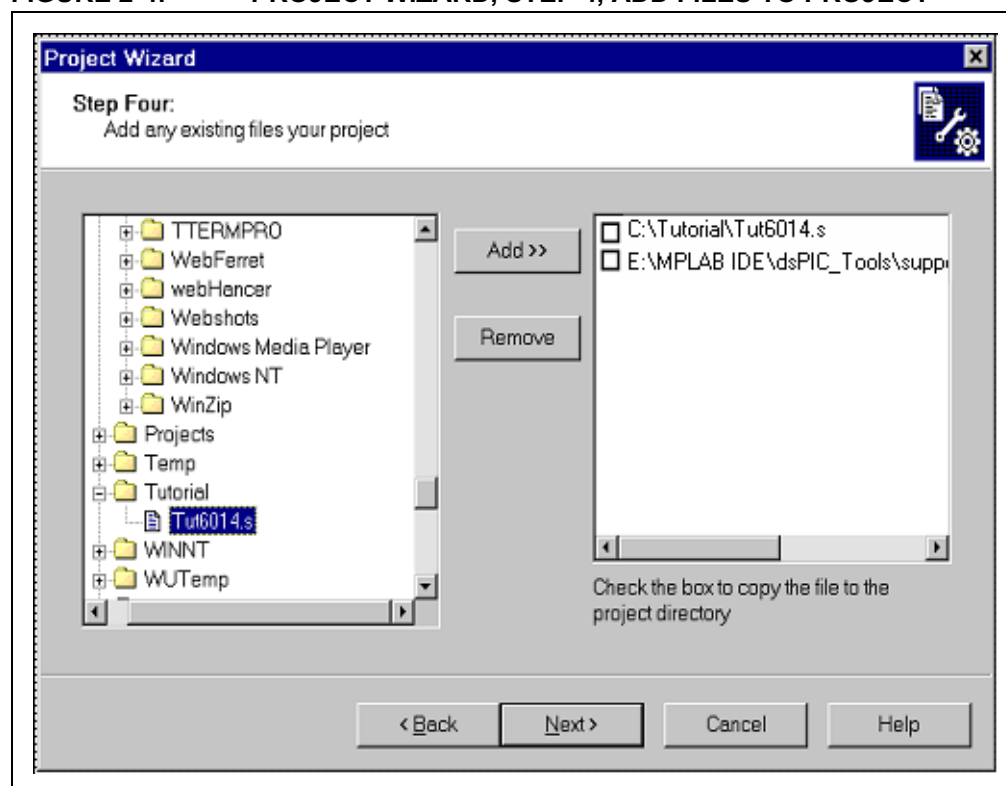 FIGURE 2-4: PROJECT WIZARD, STEP 4, ADD FILES TO PROJECT
Project Wizard
Step Four:
Add any existing files your project
TTERMPRO
WebFerret
webHancer
Webshots
Windows Media Player
Windows NT
WinZip
Projects
Temp
Tutorial
Tut6014.s
WINNT
WUTemp
Add >>
Remove
C:\Tutorial\Tut6014.s
E:\MPLAB IDE\dsPIC_Tools\suppo
Check the box to copy the file to the
project directory
< Back
Next >
Cancel
Help